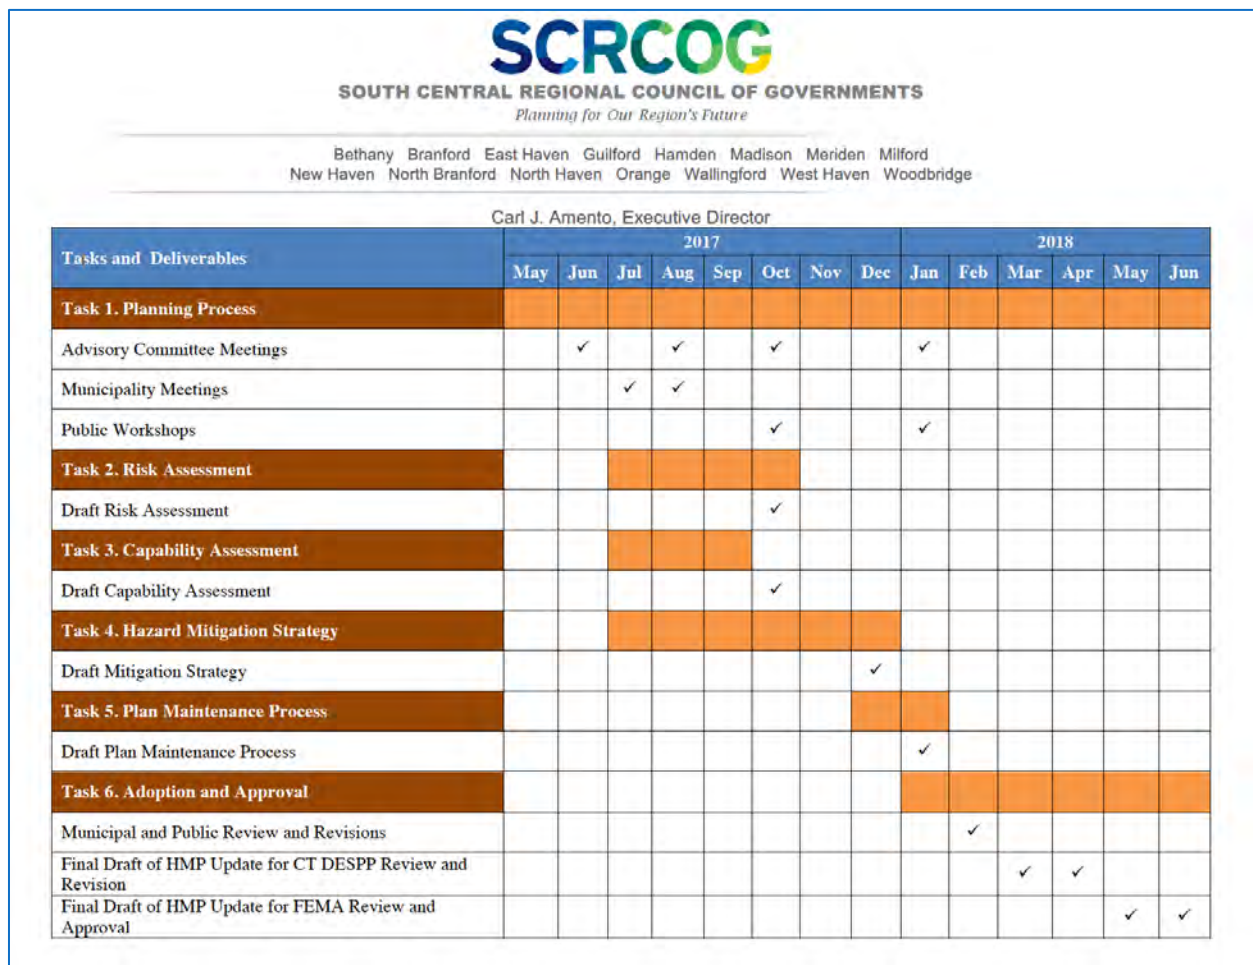 SCRCOG
SOUTH CENTRAL REGIONAL COUNCIL OF GOVERNMENTS
Planning for Our Region's Future
Bethany Branford East Haven Guilford Hamden Madison Meriden Milford
New Haven North Branford North Haven Orange Wallingford West Haven Woodbridge
Carl J. Amento, Executive Director
Tasks and Deliverables 2017 2018
May Jun Jul Aug Sep Oct Nov Dec Jan Feb Mar Apr May Jun
Task 1. Planning Process
Advisory Committee Meetings ✓ ✓ ✓ ✓
Municipality Meetings ✓ ✓
Public Workshops ✓ ✓
Task 2. Risk Assessment
Draft Risk Assessment ✓
Task 3. Capability Assessment
Draft Capability Assessment ✓
Task 4. Hazard Mitigation Strategy
Draft Mitigation Strategy ✓
Task 5. Plan Maintenance Process
Draft Plan Maintenance Process ✓
Task 6. Adoption and Approval
Municipal and Public Review and Revisions ✓
Final Draft of HMP Update for CT DESPP Review and
Revision ✓ ✓
Final Draft of HMP Update for FEMA Review and
Approval ✓ ✓